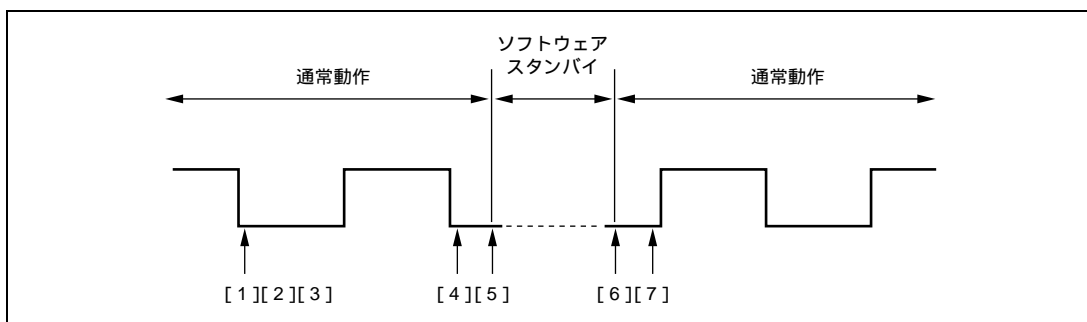 ソフトウェア
スタンバイ
通常動作
通常動作
[ 1 ][ 2 ][ 3 ]
[ 4 ][ 5 ]
[ 6 ][ 7 ]